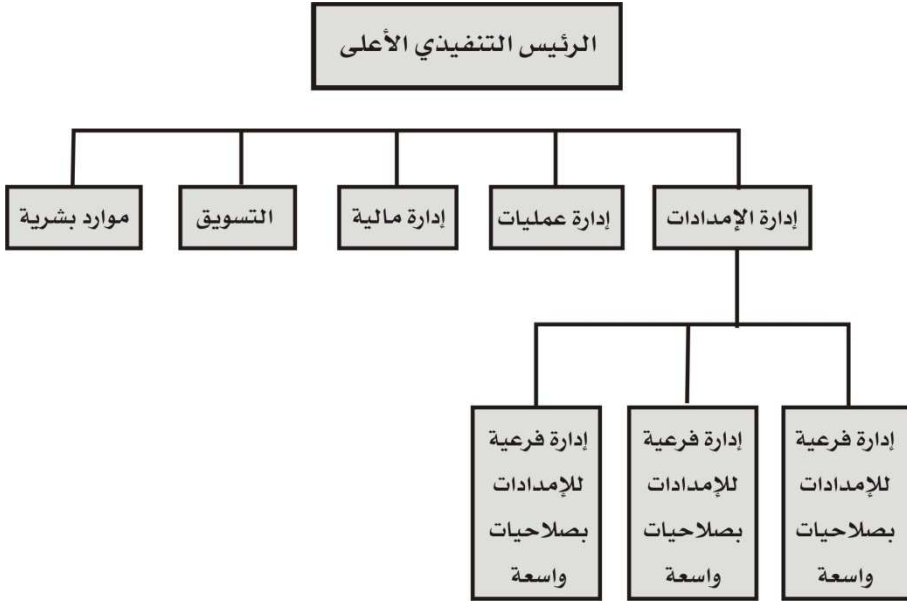 الرئيس التنفيذي الأعلى
إدارة الإمدادات
إدارة عمليات
إدارة مالية
التسويق
موارد بشرية
إدارة فرعية
للإمدادات
بصلاحيات
واسعة
إدارة فرعية
للإمدادات
بصلاحيات
واسعة
إدارة فرعية
للإمدادات
بصلاحيات
واسعة